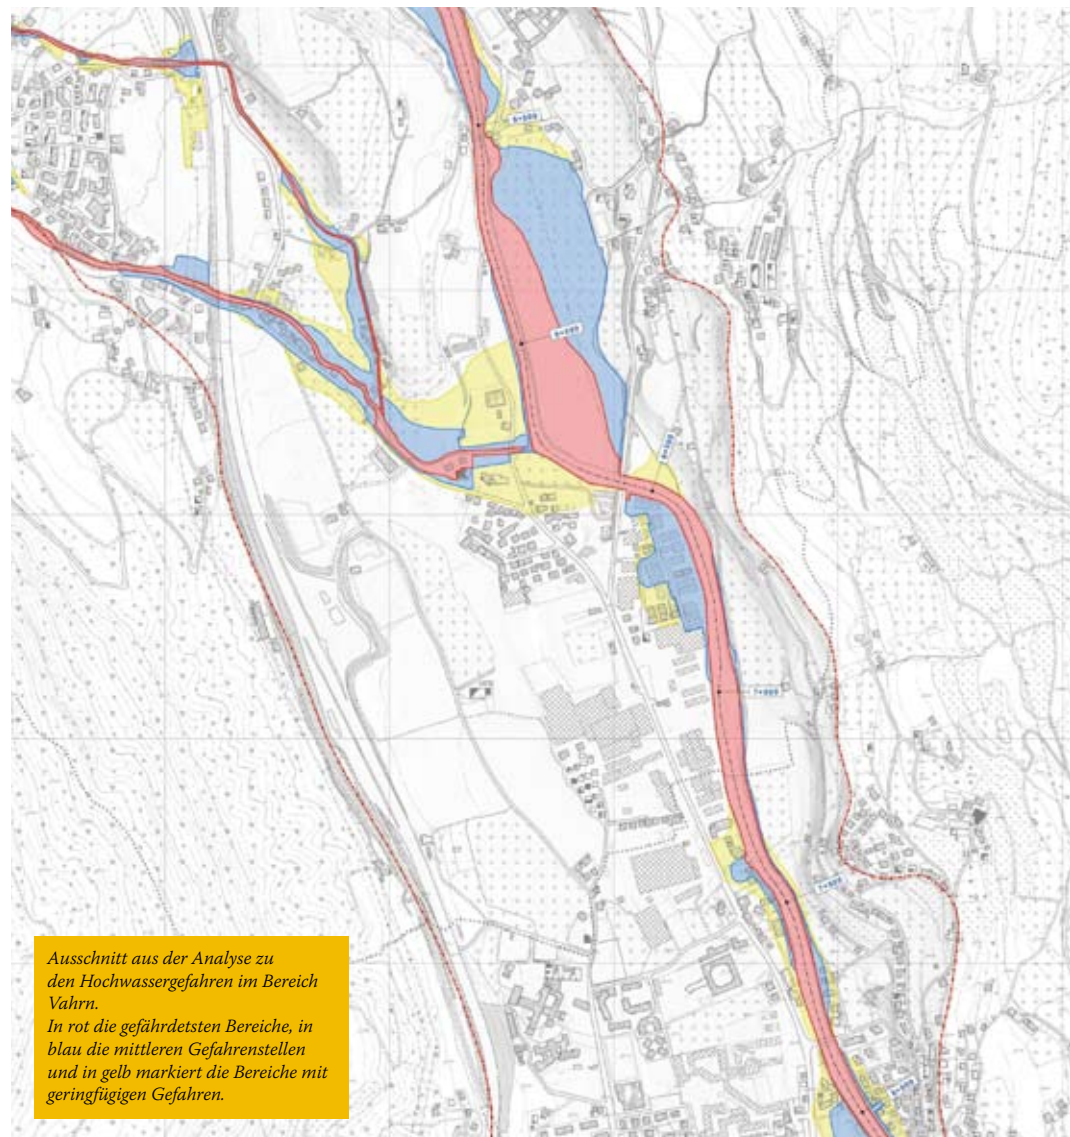 Ausschnitt aus der Analyse zu
den Hochwassergefahren im Bereich
Vahrn.
In rot die gefährdetsten Bereiche, in
blau die mittleren Gefahrenstellen
und in gelb markiert die Bereiche mit
geringfügigen Gefahren.